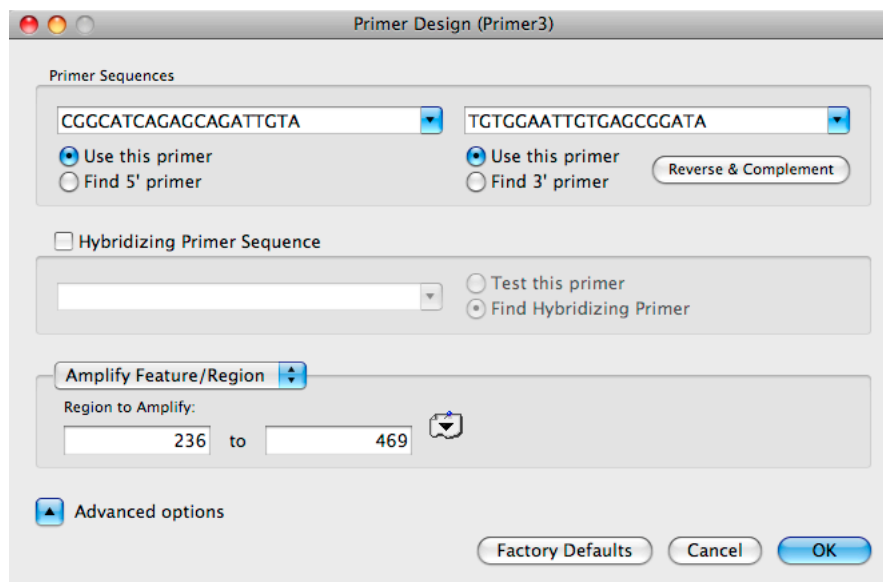 Primer Design (Primer3)
Primer Sequences
CGGCATCAGAGCAGATTGTA
TGTGGAATTGTGAGCGGATA
Use this primer
Find 5' primer
Use this primer
Find 3' primer
Reverse & Complement
Hybridizing Primer Sequence
Test this primer
Find Hybridizing Primer
Amplify Feature/Region
Region to Amplify:
236 to 469
Advanced options
Factory Defaults
Cancel
OK